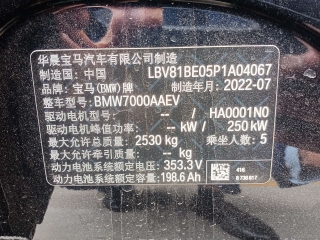 华晨宝马汽车有限公司制造
制造国: 中国 LBV81BE05P1A04067
品牌: 宝马(BMW)牌 制造年月: 2022-07
整车型号: BMW7000AAEV
驱动电机型号: --/ HA0001N0
驱动电机峰值功率: -- kW / 250 kW
最大允许总质量: 2530 kg 乘坐人数: 5
最大允许牵引质量: -- kg
动力电池系统额定电压: 353.3V
动力电池系统额定容量: 198.6Ah